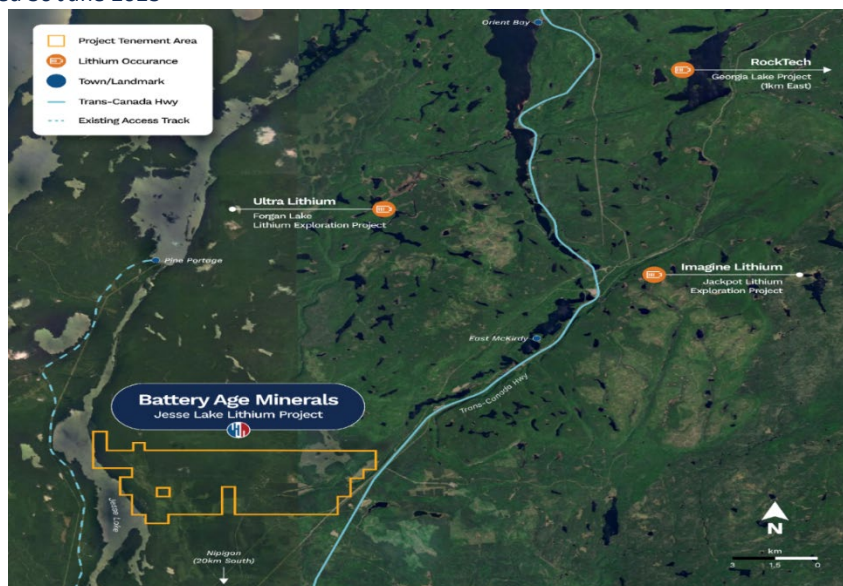 Project Tenement Area
Lithium Occurance
Town/Landmark
Trans-Canada Hwy
Existing Access Track
Orient Bay
RockTech
Georgia Lake Project
(1km East)
Ultra Lithium
Forgan Lake
Lithium Exploration Project
Pine Portage
Imagine Lithium
Jackpot Lithium
Exploration Project
East McKirdy
Trans-Canada Hwy
Battery Age Minerals
Jesse Lake Lithium Project
Jesse Lake
Nipigon
(20km South)
N
km
3 1.5 0